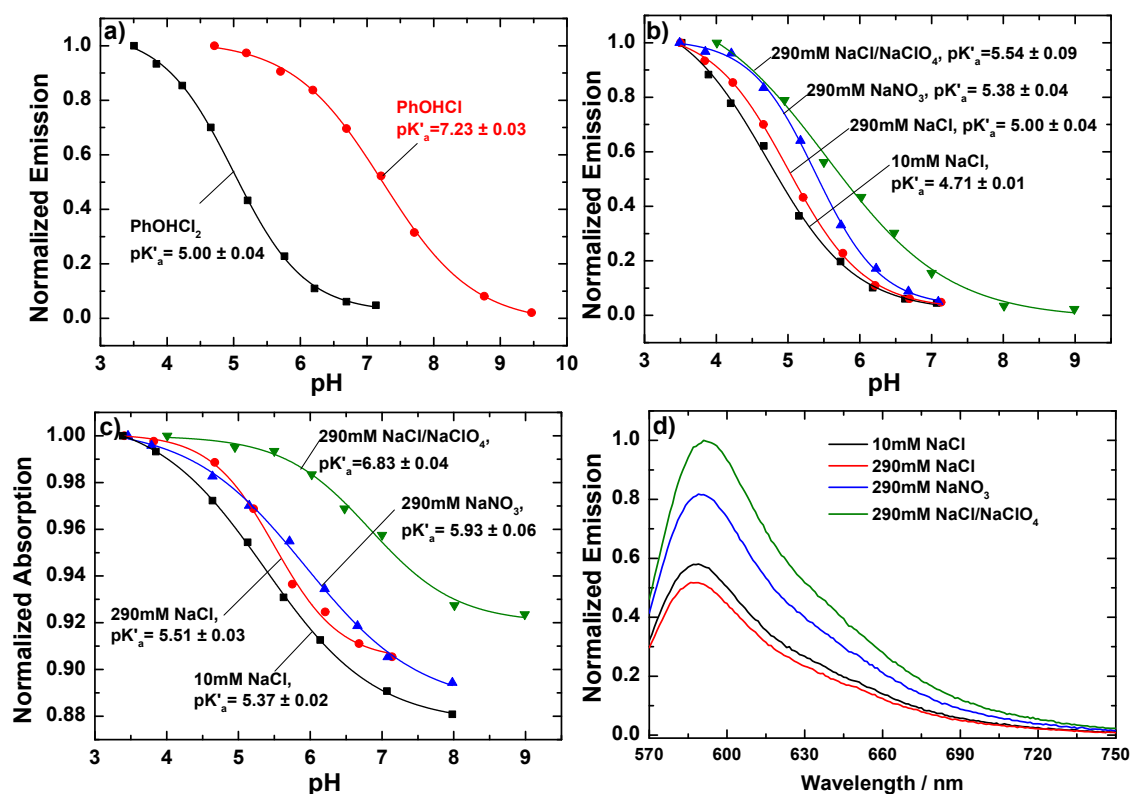 a)
Normalized Emission
1.0
0.8
0.6
0.4
0.2
0.0
PhOHCl
pK'a=7.23 ± 0.03
PhOHCl2
pK'a= 5.00 ± 0.04
3 4 5 6 7 8 9 10
pH
b)
Normalized Emission
1.0
0.8
0.6
0.4
0.2
0.0
290mM NaCl/NaClO4, pK'a=5.54 ± 0.09
290mM NaNO3, pK'a= 5.38 ± 0.04
290mM NaCl, pK'a= 5.00 ± 0.04
10mM NaCl,
pK'a= 4.71 ± 0.01
3 4 5 6 7 8 9
pH
c)
Normalized Absorption
1.00
0.98
0.96
0.94
0.92
0.90
0.88
290mM NaCl/NaClO4,
pK'a=6.83 ± 0.04
290mM NaNO3,
pK'a= 5.93 ± 0.06
290mM NaCl,
pK'a= 5.51 ± 0.03
10mM NaCl,
pK'a= 5.37 ± 0.02
3 4 5 6 7 8 9
pH
d)
Normalized Emission
1.0
0.8
0.6
0.4
0.2
0.0
10mM NaCl
290mM NaCl
290mM NaNO3
290mM NaCl/NaClO4
570 600 630 660 690 720 750
Wavelength / nm